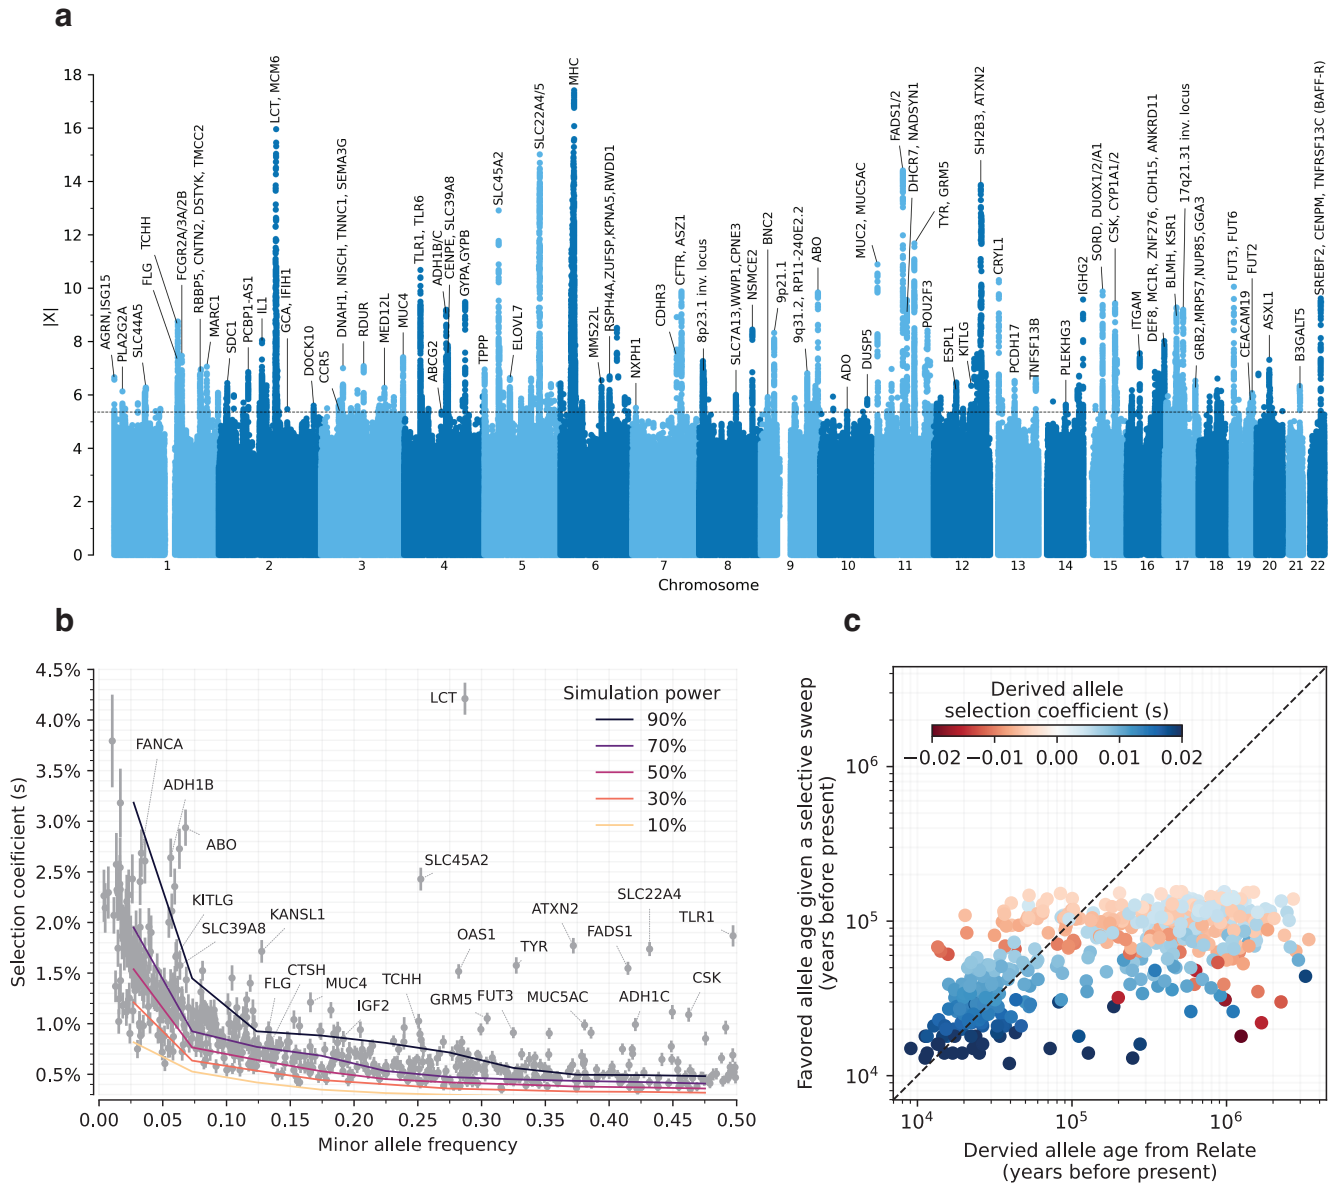 a
|X|
18
16
14
12
10
8
6
4
2
0
AGRN,ISG15
PLA2G2A
SLC44A5
FLG
TCHH
FCGR2A/3A/2B
RBBP5, CNTN2, DSTYK, TMCC2
MARC1
SDC1
PCBP1-AS1
IL1
LCT, MCM6
GCA, IFIH1
DOCK10
CCR5
DNAH1, NISCH, TNNC1, SEMA3G
RDUR
MED12L
MUC4
TLR1, TLR6
ABCG2
ADH1B/C
CENPE, SLC39A8
GYPA,GYPB
TPPP
SLC45A2
ELOVL7
SLC22A4/5
MHC
MMS22L
RSPH4A,ZUFSP,KPNA5,RWDD1
NXPH1
CDHR3
CFTR, ASZ1
8p23.1 inv. locus
SLC7A13,WWP1,CPNE3
NSMCE2
BNC2
9p21.1
9q31.2, RP11-240E2.2
ABO
ADO
DUSP5
MUC2, MUC5AC
FADS1/2
DHCR7, NADSYN1
TYR, GRM5
POU2F3
ESPL1
KITLG
SH2B3, ATXN2
CRYL1
PCDH17
TNFSF13B
PLEKHG3
IGHG2
SORD, DUOX1/2/A1
CSK, CYP1A1/2
ITGAM
DEF8, MC1R, ZNF276, CDH15, ANKRD11
BLMH, KSR1
17q21.31 inv. locus
GRB2,MRPS7,NUP85,GGA3
FUT3, FUT6
CEACAM19
FUT2
ASXL1
B3GALT5
SREBF2, CENPM, TNFRSF13C (BAFF-R)
1 2 3 4 5 6 7 8 9 10 11 12 13 14 15 16 17 18 19 20 21 22
Chromosome
b
Selection coeificient (s)
4.5%
4.0%
3.5%
3.0%
2.5%
2.0%
1.5%
1.0%
0.5%
Simulation power
90%
70%
50%
30%
10%
LCT
FANCA
ADH1B
ABO
SLC45A2
KITLG
SLC39A8
KANSL1
SLC22A4
ATXN2
TLR1
FADS1
OAS1
TYR
CTSH
FLG
MUC4
TCHH
CSK
IGF2
GRM5
FUT3
MUC5AC
ADH1C
0.00 0.05 0.10 0.15 0.20 0.25 0.30 0.35 0.40 0.45 0.50
Minor allele frequency
c
Favored allele age given a selective sweep
(years before present)
Derived allele
selection coefficient (s)
−0.02 −0.01 0.00 0.01 0.02
10⁶
10⁵
10⁴
10⁴ 10⁵ 10⁶
Dervied allele age from Relate
(years before present)